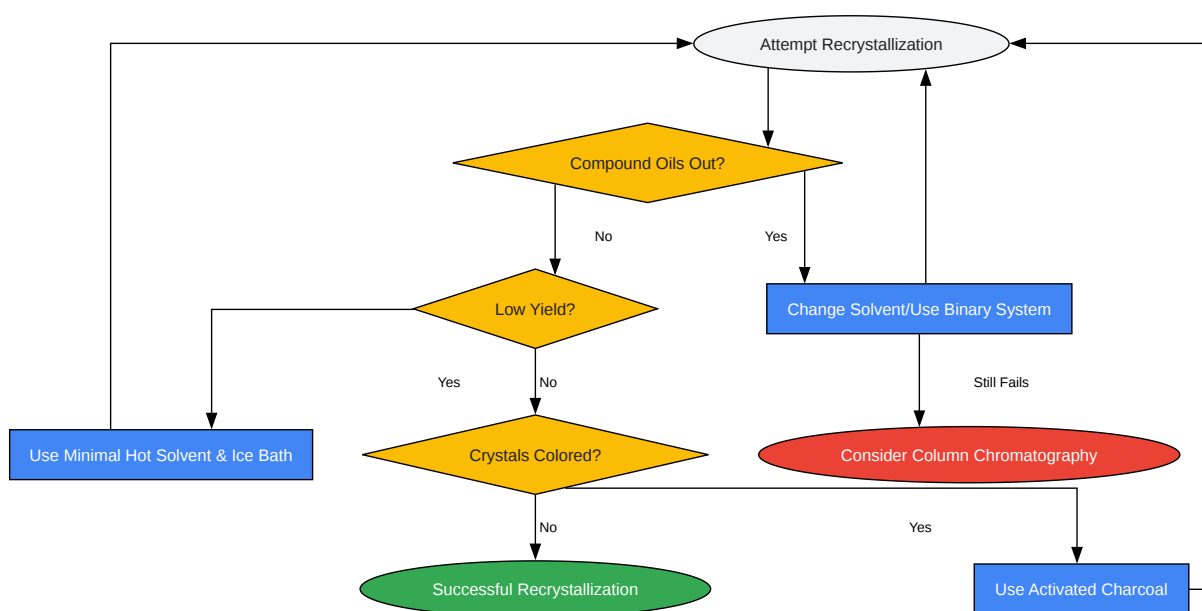 Attempt Recrystallization
Compound Oils Out?
No
Yes
Low Yield?
Change Solvent/Use Binary System
Yes
No
Still Fails
Use Minimal Hot Solvent & Ice Bath
Crystals Colored?
Consider Column Chromatography
No
Yes
Successful Recrystallization
Use Activated Charcoal